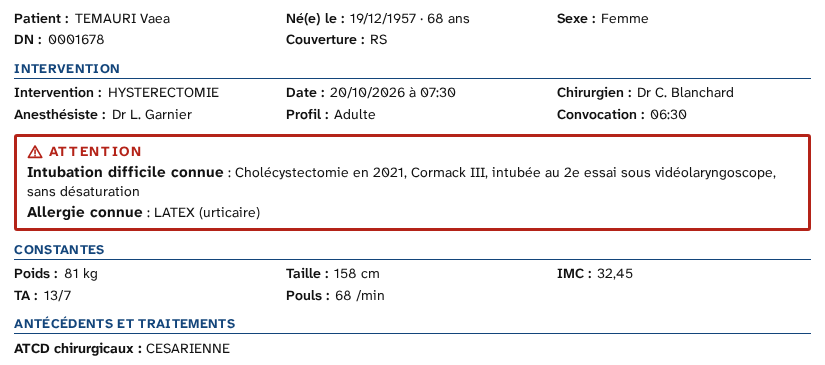 Patient : TEMAURI Vaea Né(e) le : 19/12/1957 · 68 ans Sexe : Femme
DN : 0001678 Couverture : RS
INTERVENTION
Intervention : HYSTERECTOMIE Date : 20/10/2026 à 07:30 Chirurgien : Dr C. Blanchard
Anesthésiste : Dr L. Garnier Profil : Adulte Convocation : 06:30
ATTENTION
Intubation difficile connue : Cholécystectomie en 2021, Cormack III, intubée au 2e essai sous vidéolaryngoscope,
sans désaturation
Allergie connue : LATEX (urticaire)
CONSTANTES
Poids : 81 kg Taille : 158 cm IMC : 32,45
TA : 13/7 Pouls : 68 /min
ANTÉCÉDENTS ET TRAITEMENTS
ATCD chirurgicaux : CESARIENNE